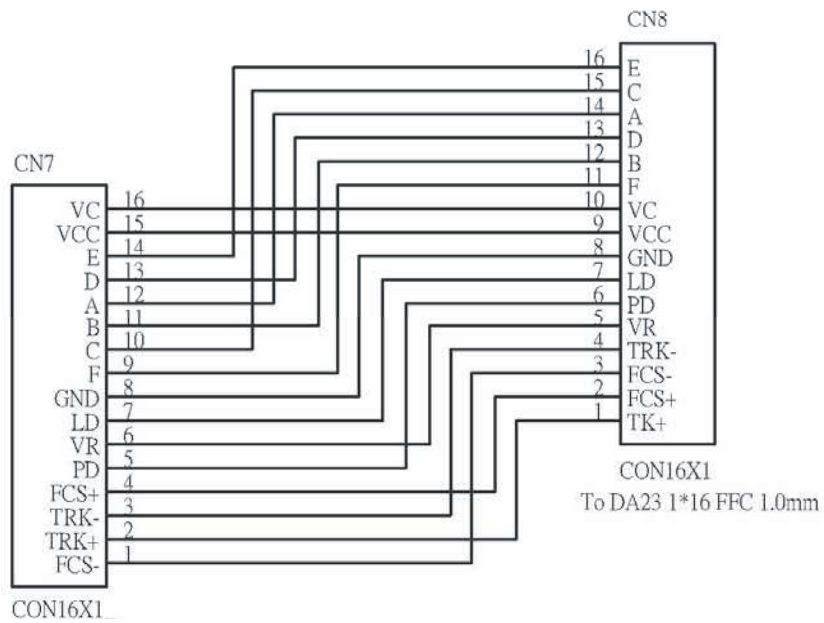 CN8
16 E
15 C
14 A
13 D
12 B
11 F
10 VC
9 VCC
8 GND
7 LD
6 PD
5 VR
4 TRK-
3 FCS-
2 FCS+
1 TK+
CON16X1
To DA23 1*16 FFC 1.0mm
CN7
VC 16
VCC 15
E 14
D 13
A 12
B 11
C 10
F 9
GND 8
LD 7
VR 6
PD 5
FCS+ 4
TRK- 3
TRK+ 2
FCS- 1
CON16X1_